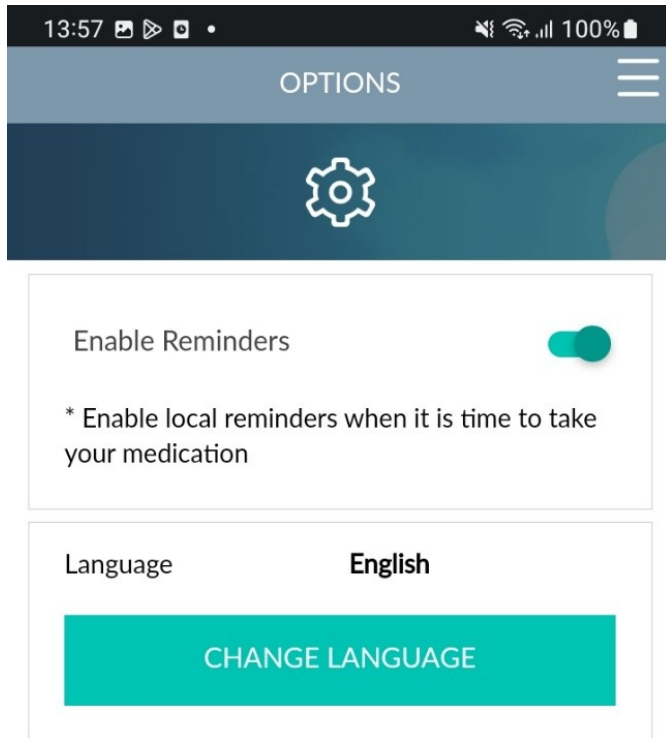 13:57 100%
OPTIONS
Enable Reminders
* Enable local reminders when it is time to take
your medication
Language English
CHANGE LANGUAGE